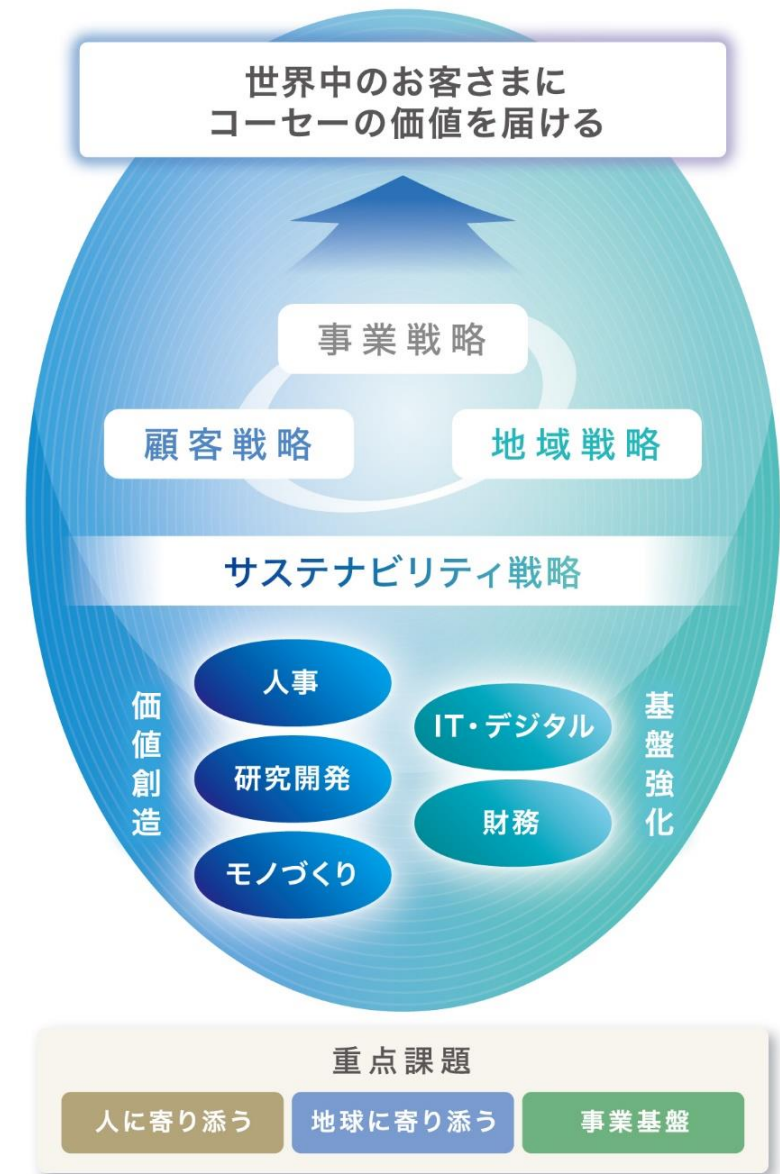 世界中のお客さまに
コーセーの価値を届ける
事業戦略
顧客戦略
地域戦略
サステナビリティ戦略
価値創造
人事
研究開発
モノづくり
IT・デジタル
財務
基盤強化
重点課題
人に寄り添う
地球に寄り添う
事業基盤